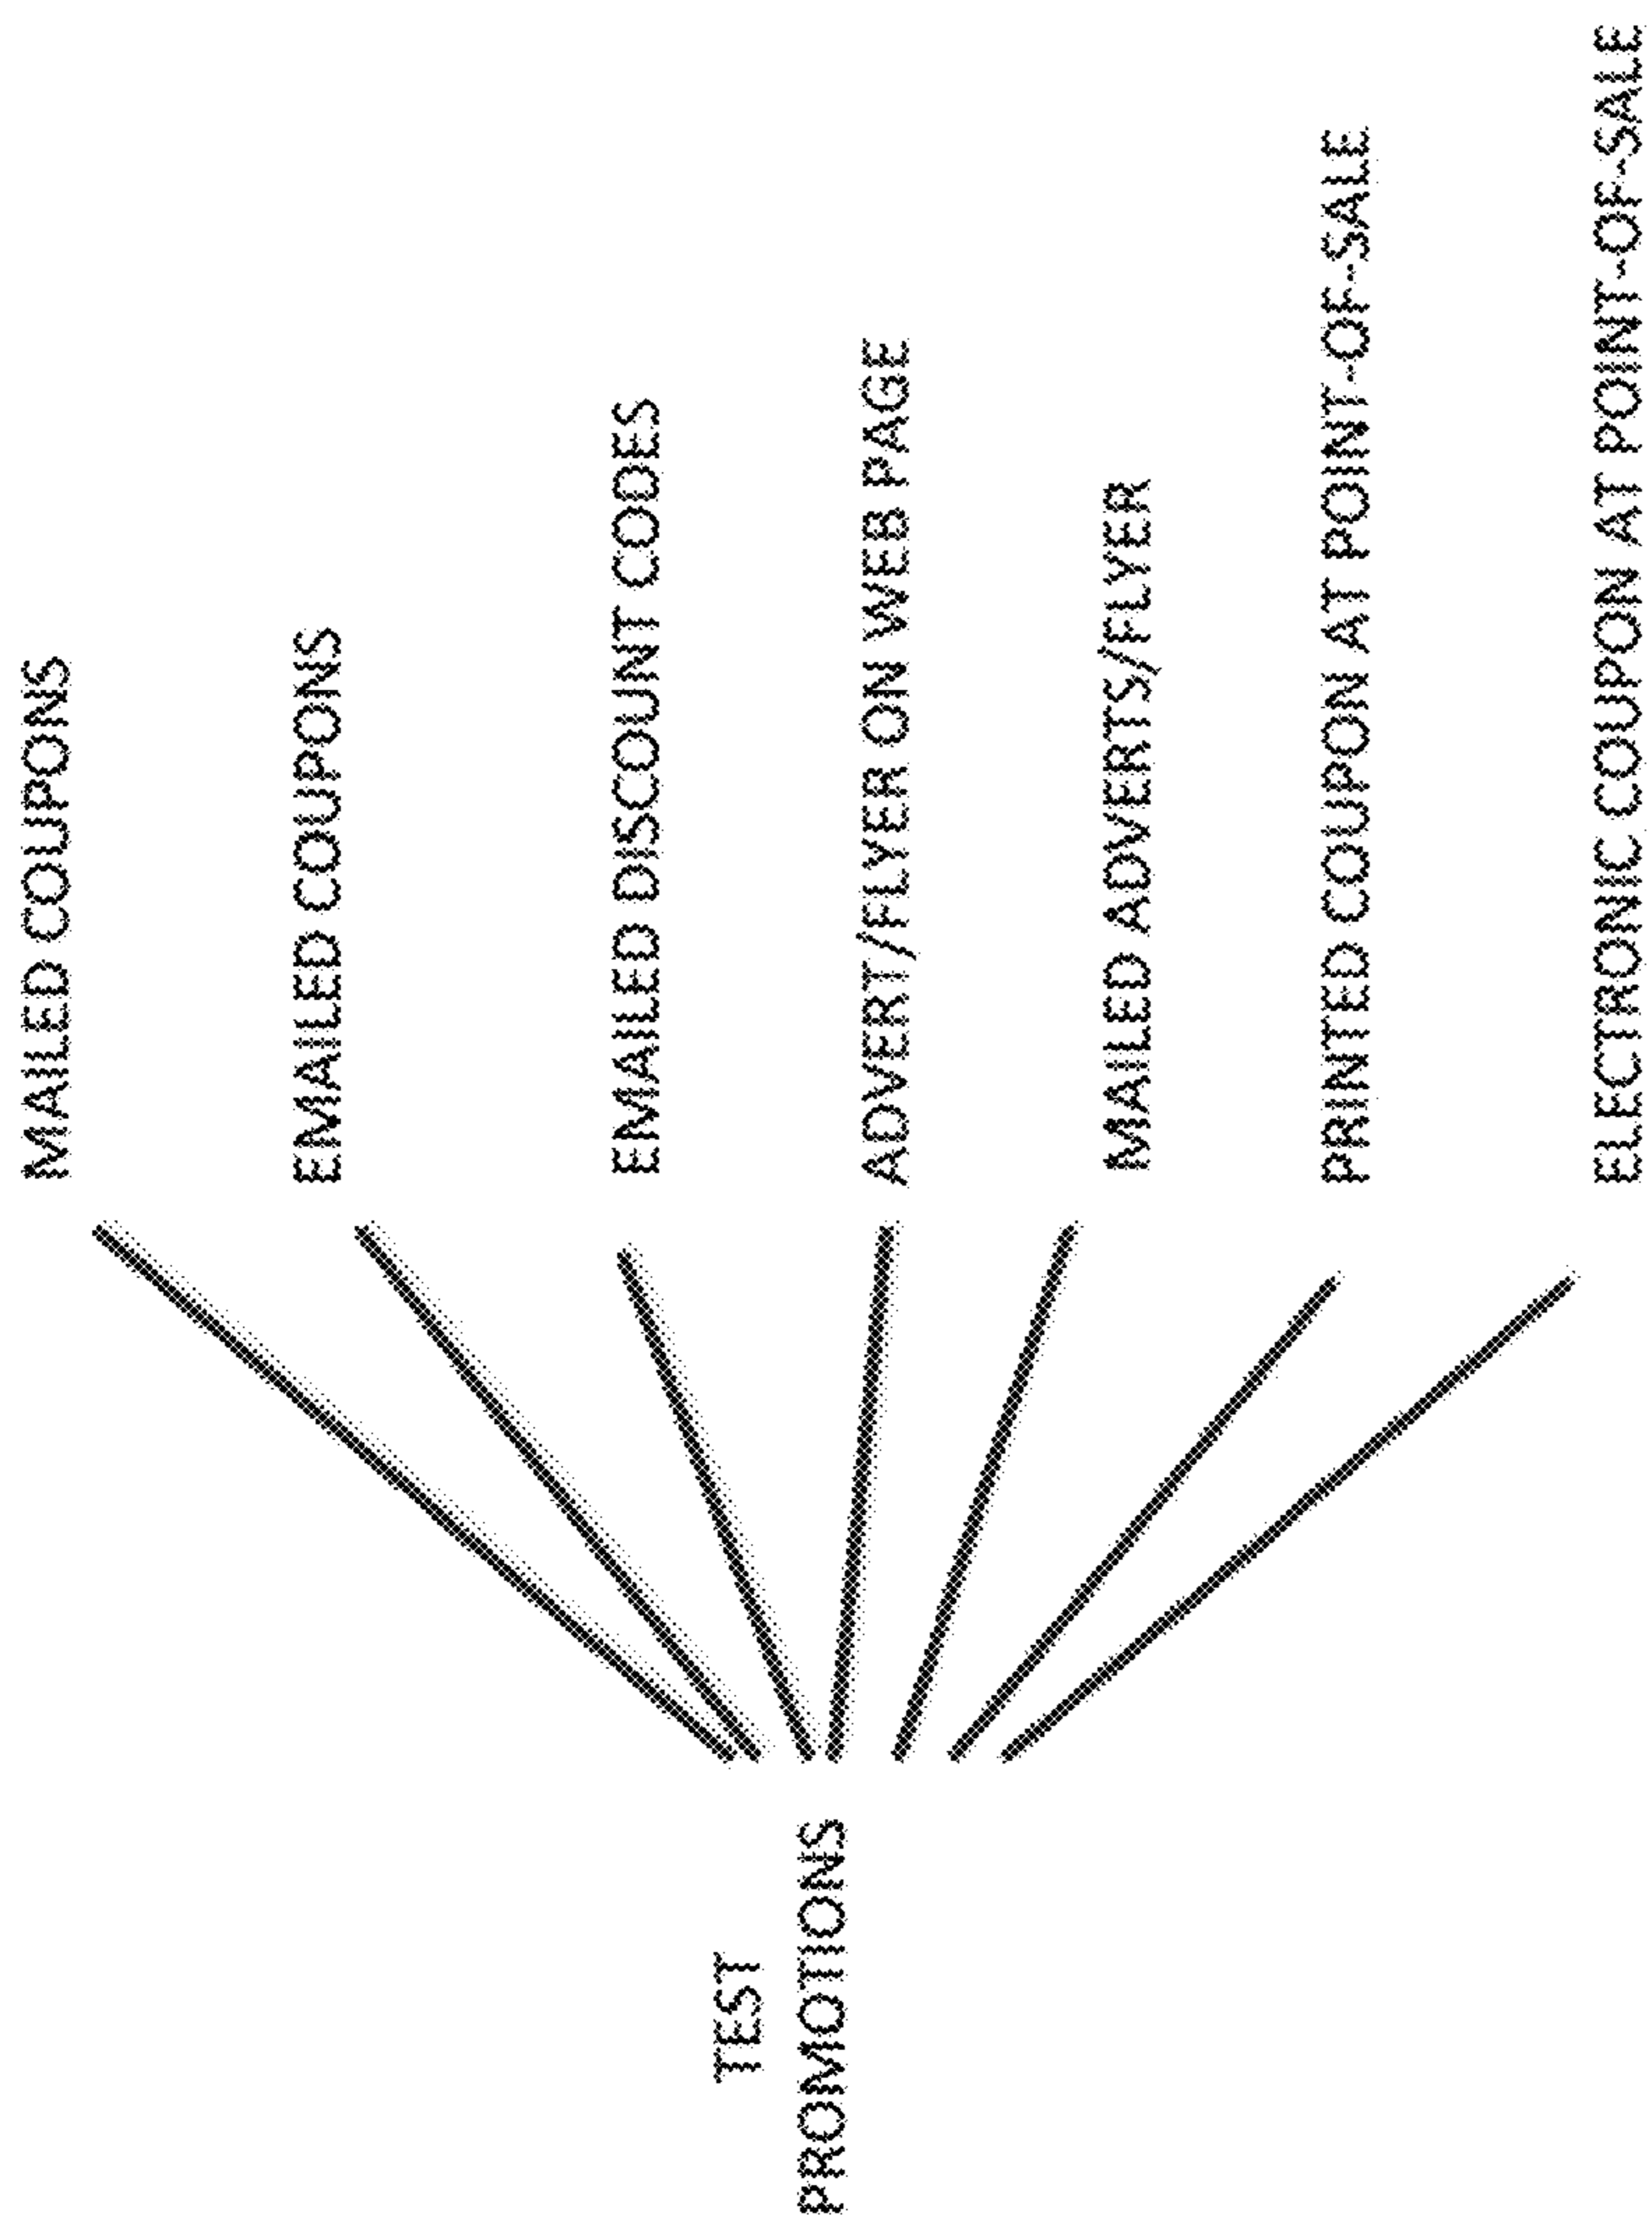 TEST
PROMOTIONS
MAILED COUPONS
EMAILED COUPONS
EMAILED DISCOUNT CODES
ADVERT/FLYER ON WEB PAGE
MAILED ADVERTS/FLYER
PRINTED COUPON AT POINT-OF-SALE
ELECTRONIC COUPON AT POINT-OF-SALE